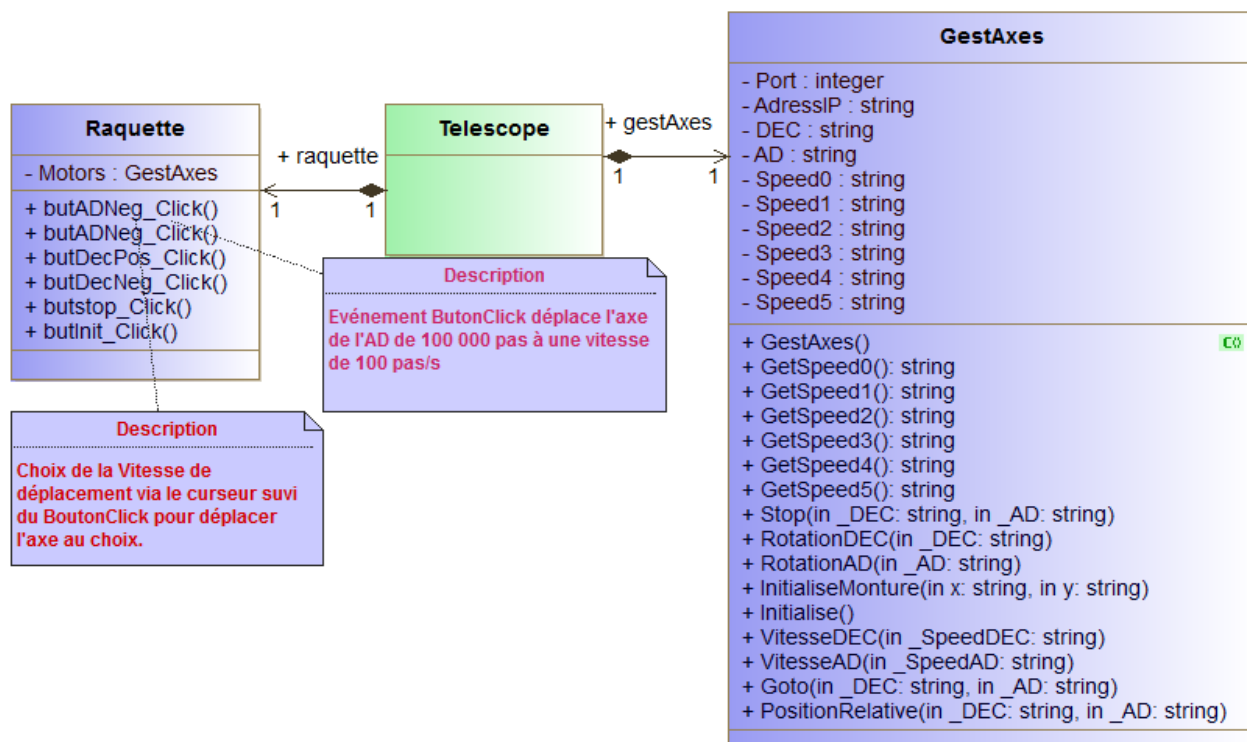 Raquette
- Motors : GestAxes
+ butADNeg_Click()
+ butADNeg_Click()
+ butDecPos_Click()
+ butDecNeg_Click()
+ butstop_Click()
+ butInit_Click()
+ raquette
1
1
Telescope
+ gestAxes
1
1
Description
Evénement ButonClick déplace l'axe
de l'AD de 100 000 pas à une vitesse
de 100 pas/s
Description
Choix de la Vitesse de
déplacement via le curseur suvi
du BoutonClick pour déplacer
l'axe au choix.
GestAxes
- Port : integer
- AdressIP : string
- DEC : string
- AD : string
- Speed0 : string
- Speed1 : string
- Speed2 : string
- Speed3 : string
- Speed4 : string
- Speed5 : string
+ GestAxes()
C()
+ GetSpeed0(): string
+ GetSpeed1(): string
+ GetSpeed2(): string
+ GetSpeed3(): string
+ GetSpeed4(): string
+ GetSpeed5(): string
+ Stop(in _DEC: string, in _AD: string)
+ RotationDEC(in _DEC: string)
+ RotationAD(in _AD: string)
+ InitialiseMonture(in x: string, in y: string)
+ Initialise()
+ VitesseDEC(in _SpeedDEC: string)
+ VitesseAD(in _SpeedAD: string)
+ Goto(in _DEC: string, in _AD: string)
+ PositionRelative(in _DEC: string, in _AD: string)